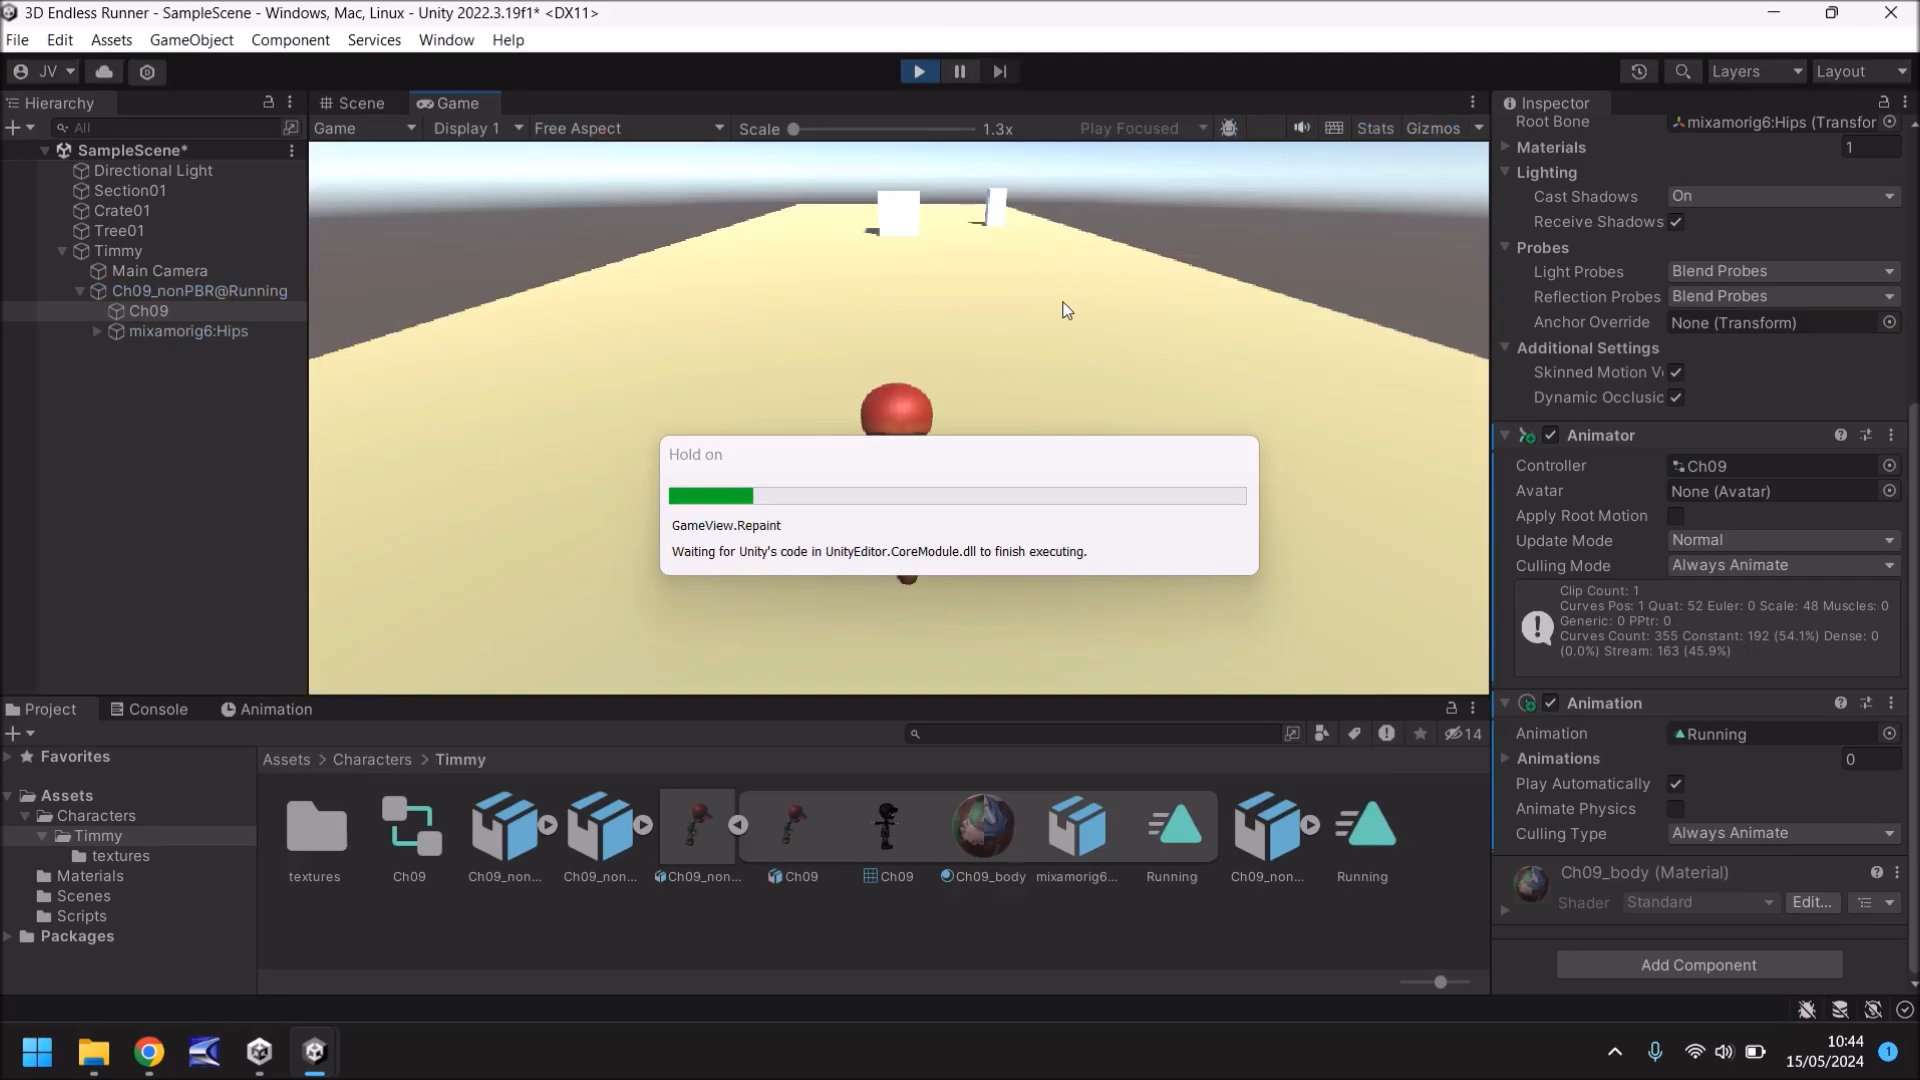 3D Endless Runner - SampleScene - Windows, Mac, Linux - Unity 2022.3.19f1* <DX11>
File Edit Assets GameObject Component Services Window Help
JV
Layers
Layout
Hierarchy
All
SampleScene*
Directional Light
Section01
Crate01
Tree01
Timmy
Main Camera
Ch09_nonPBR@Running
Ch09
mixamorig6:Hips
Scene
Game
Game
Display 1
Free Aspect
Scale
1.3x
Play Focused
Stats
Gizmos
Hold on
GameView.Repaint
Waiting for Unity's code in UnityEditor.CoreModule.dll to finish executing.
Inspector
Root Bone
mixamorig6:Hips (Transfor
Materials
1
Lighting
Cast Shadows
On
Receive Shadows
Probes
Light Probes
Blend Probes
Reflection Probes
Blend Probes
Anchor Override
None (Transform)
Additional Settings
Skinned Motion V
Dynamic Occlusic
Animator
Controller
Ch09
Avatar
None (Avatar)
Apply Root Motion
Update Mode
Normal
Culling Mode
Always Animate
Clip Count: 1
Curves Pos: 1 Quat: 52 Euler: 0 Scale: 48 Muscles: 0
Generic: 0 PPtr: 0
Curves Count: 355 Constant: 192 (54.1%) Dense: 0
(0.0%) Stream: 163 (45.9%)
Animation
Animation
Running
Animations
0
Play Automatically
Animate Physics
Culling Type
Always Animate
Ch09_body (Material)
Shader
Standard
Edit...
Add Component
Project
Console
Animation
14
Favorites
Assets
Characters
Timmy
textures
Materials
Scenes
Scripts
Packages
Assets > Characters > Timmy
textures
Ch09
Ch09_non...
Ch09_non...
Ch09_non...
Ch09
Ch09
Ch09_body
mixamorig6...
Running
Ch09_non...
Running
10:44
15/05/2024
1